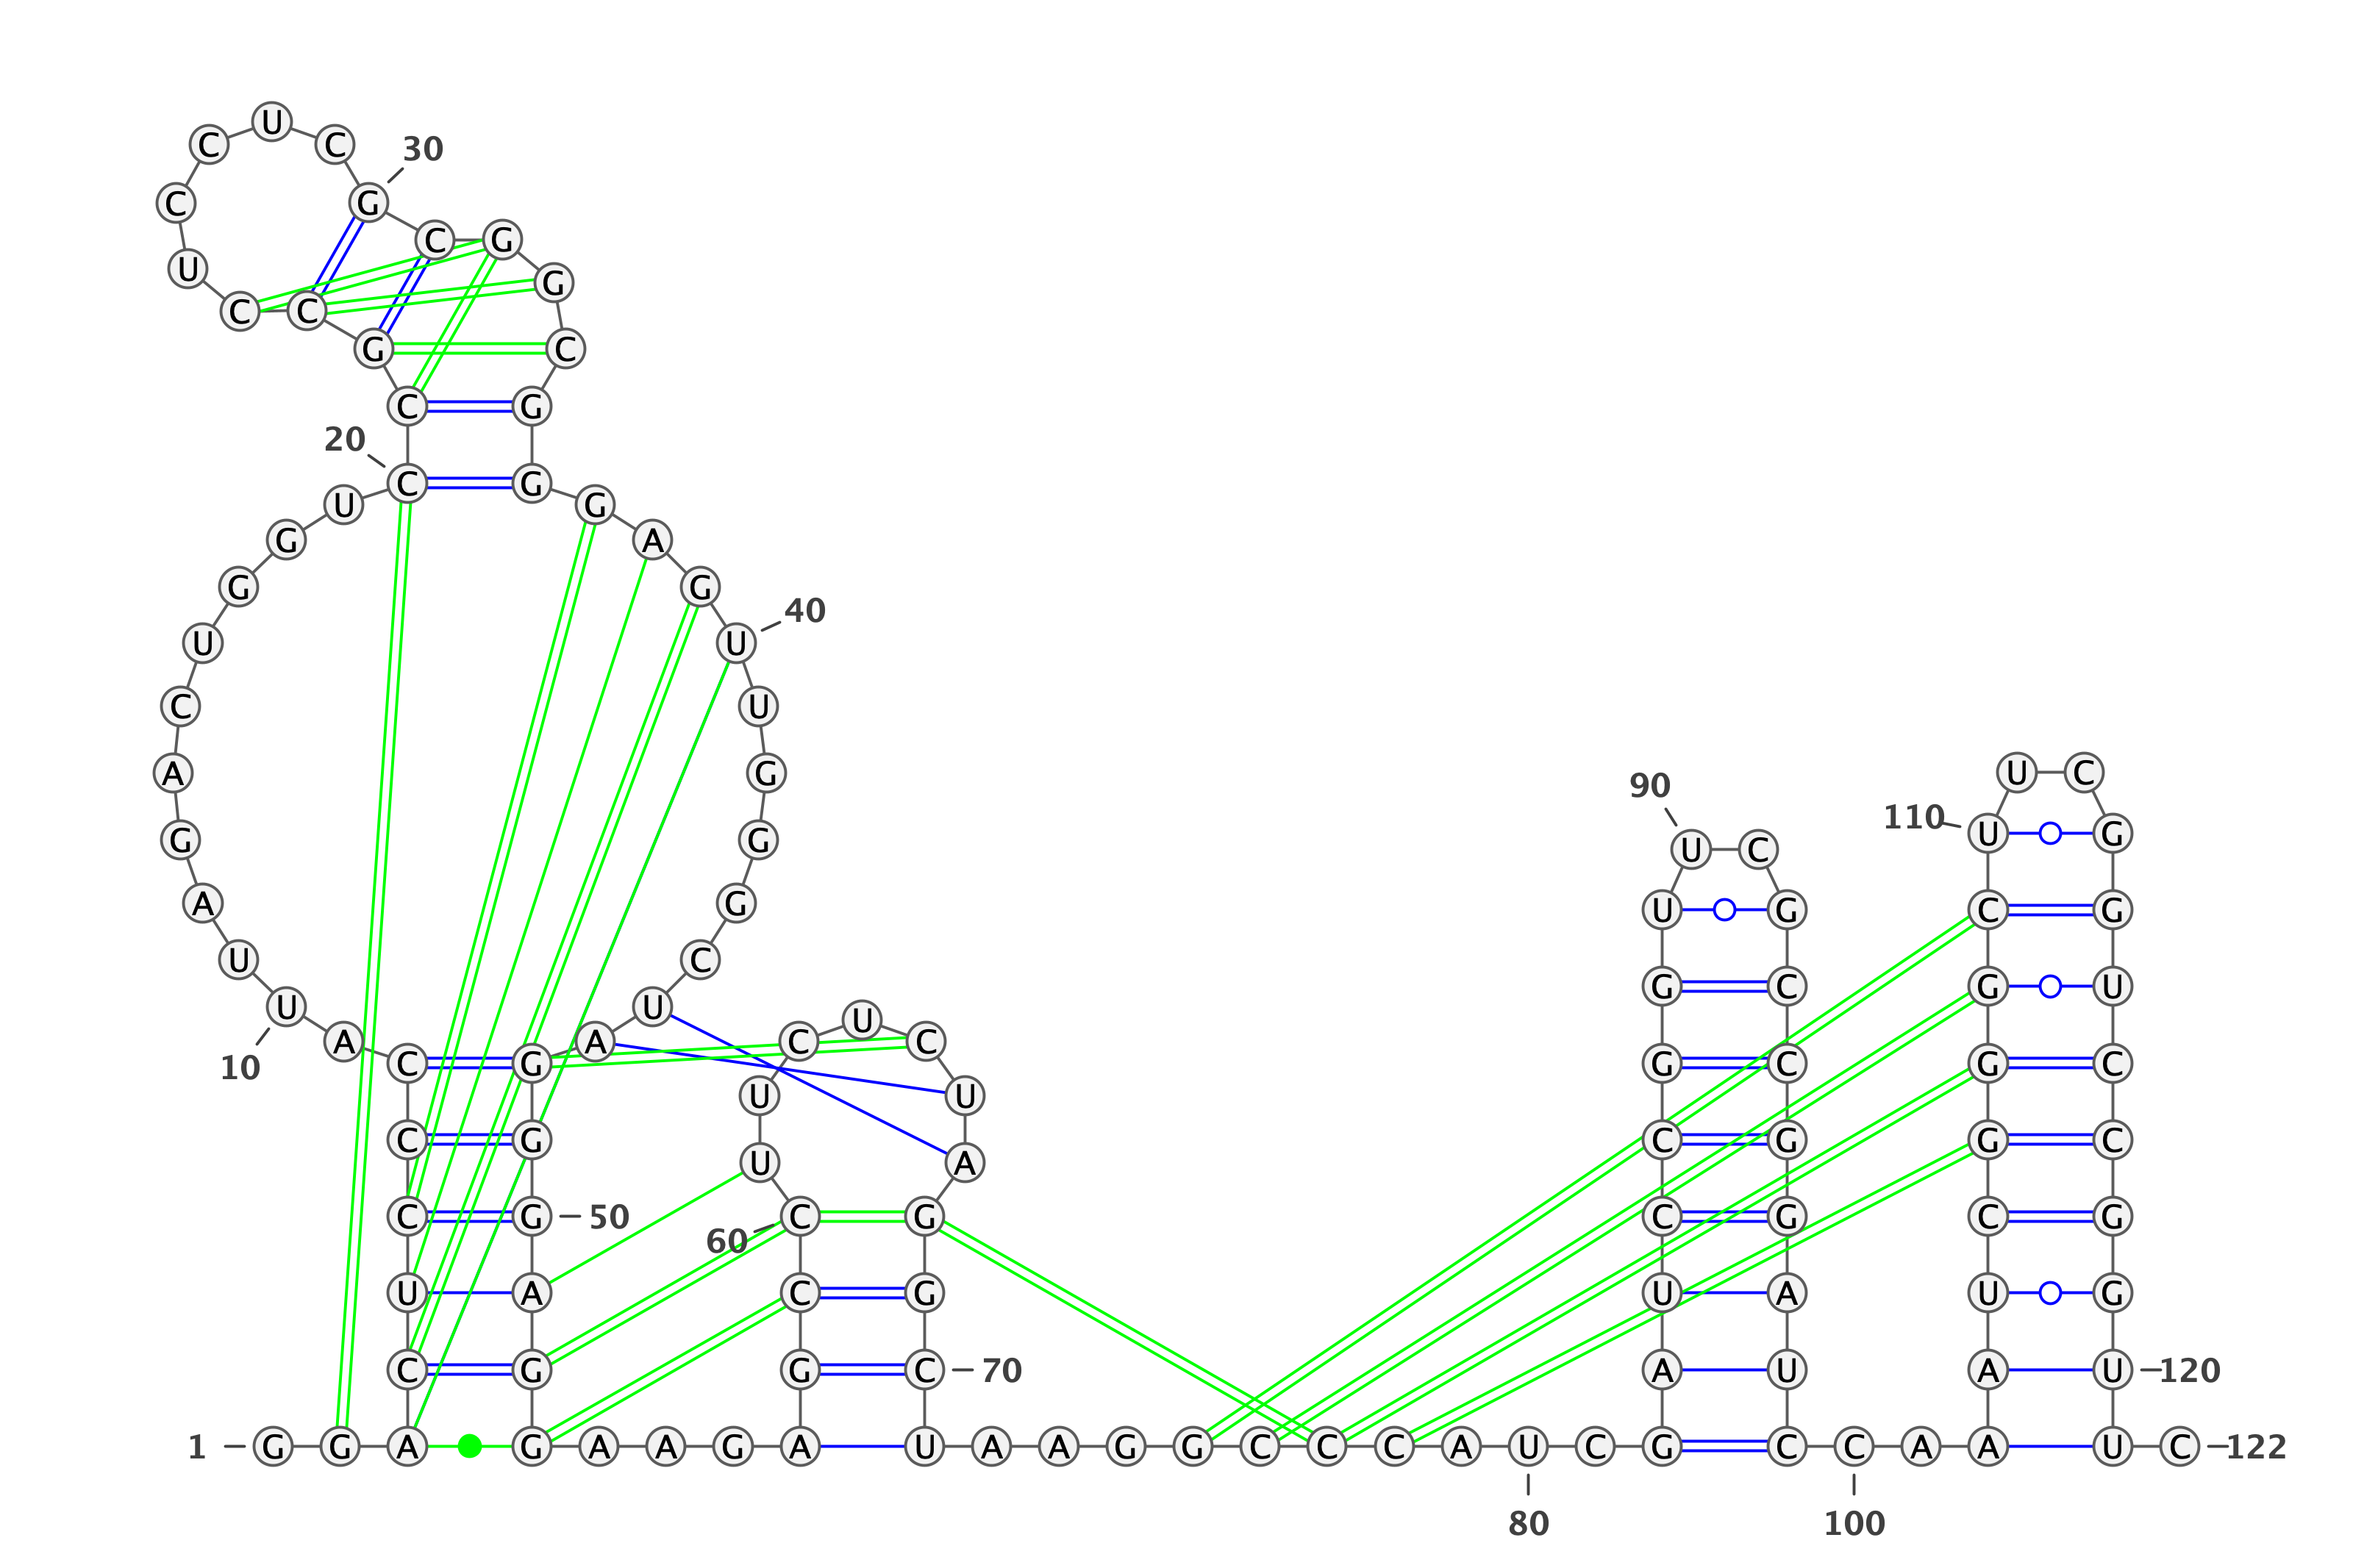 U
C C 30
C G
C G
U G
C C
G C
C G
20
C G
U G
G A
G G
40
U U
C U
A G U C
90
110
U G
G G U C
A G U G C G
U C
G C G U
U U U
A A C C
C G G C G C
10
U U
C G C G G C
U A
C G 50 C G C G C G
60
U A C G U A U G
C G G C 70 A U A U 120
1 G G A G A A G A U A A G G C C C A U C G C C A A U C 122
80 100